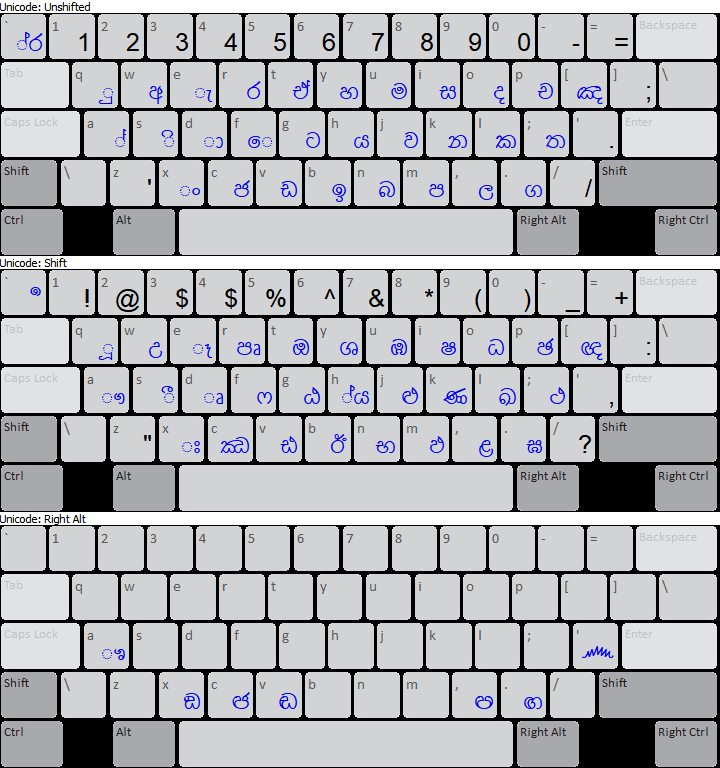 Unicode: Unshifted
` ්‍ර 1 1 2 2 3 3 4 4 5 5 6 6 7 7 8 8 9 9 0 0 - - = = Backspace
Tab q ු w අ e ැ r ර t ඒ y හ u ම i ස o ද p ච [ ඤ ] ; \
Caps Lock a ් s ි d ා f ෙ g ට h ය j ව k න l ක ; ත ' . Enter
Shift \ z ' x ං c ජ v ඩ b ඉ n බ m ප , ල . ග / / Shift
Ctrl Alt Right Alt Right Ctrl
Unicode: Shift
` 1 ! 2 @ 3 $ 4 $ 5 % 6 ^ 7 & 8 * 9 ( 0 ) - _ = + Backspace
Tab q ූ w උ e ෑ r ඍ t ඔ y ශ u ඹ i ෂ o ධ p ඡ [ ඥ ] : \
Caps Lock a ෟ s ී d ෘ f ෆ g ඨ h ්‍ය j ළු k ණ l ඛ ; ථ ' , Enter
Shift \ z " x ඃ c ඣ v ඪ b ඊ n භ m ඵ , ළ . ඝ / ? Shift
Ctrl Alt Right Alt Right Ctrl
Unicode: Right Alt
` 1 2 3 4 5 6 7 8 9 0 - = Backspace
Tab q w e r t y u i o p [ ] \
Caps Lock a ෳ s d f g h j k l ; ' ෴ Enter
Shift \ z x ඞ c ඦ v ඬ b n m , . ඟ / Shift
Ctrl Alt Right Alt Right Ctrl